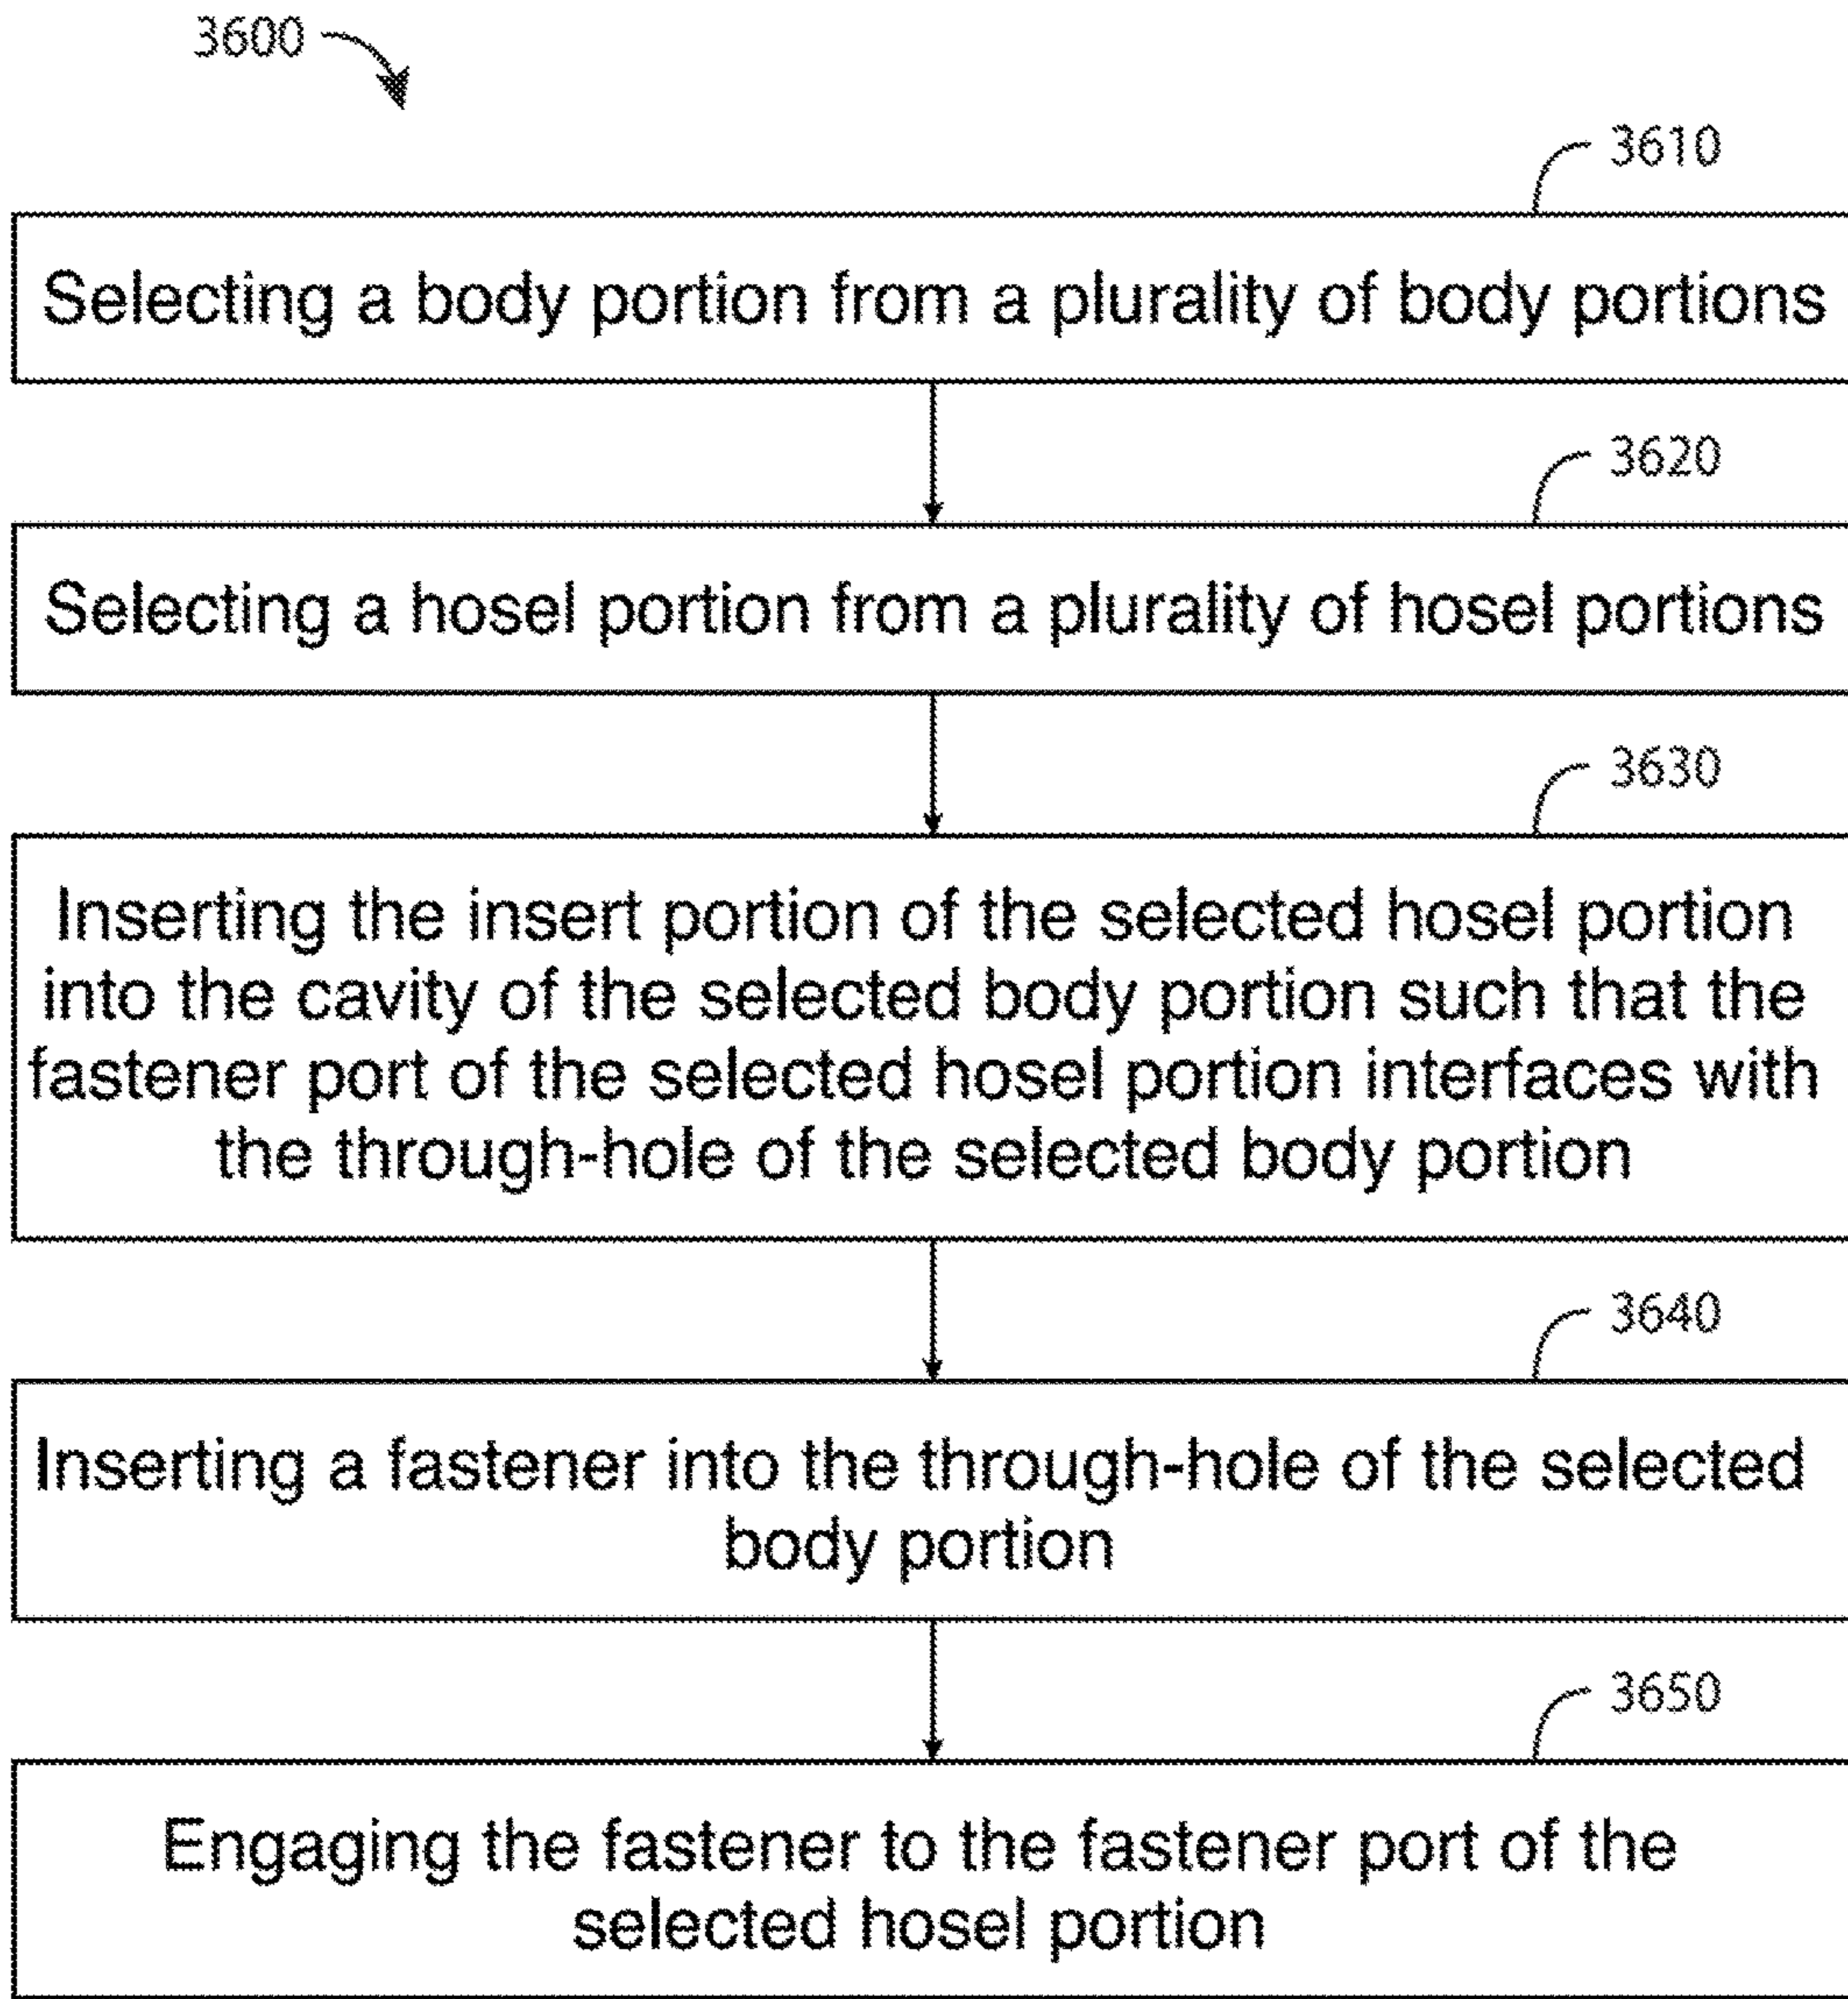 3600
3610
Selecting a body portion from a plurality of body portions
3620
Selecting a hosel portion from a plurality of hosel portions
3630
Inserting the insert portion of the selected hosel portion
into the cavity of the selected body portion such that the
fastener port of the selected hosel portion interfaces with
the through-hole of the selected body portion
3640
Inserting a fastener into the through-hole of the selected
body portion
3650
Engaging the fastener to the fastener port of the
selected hosel portion